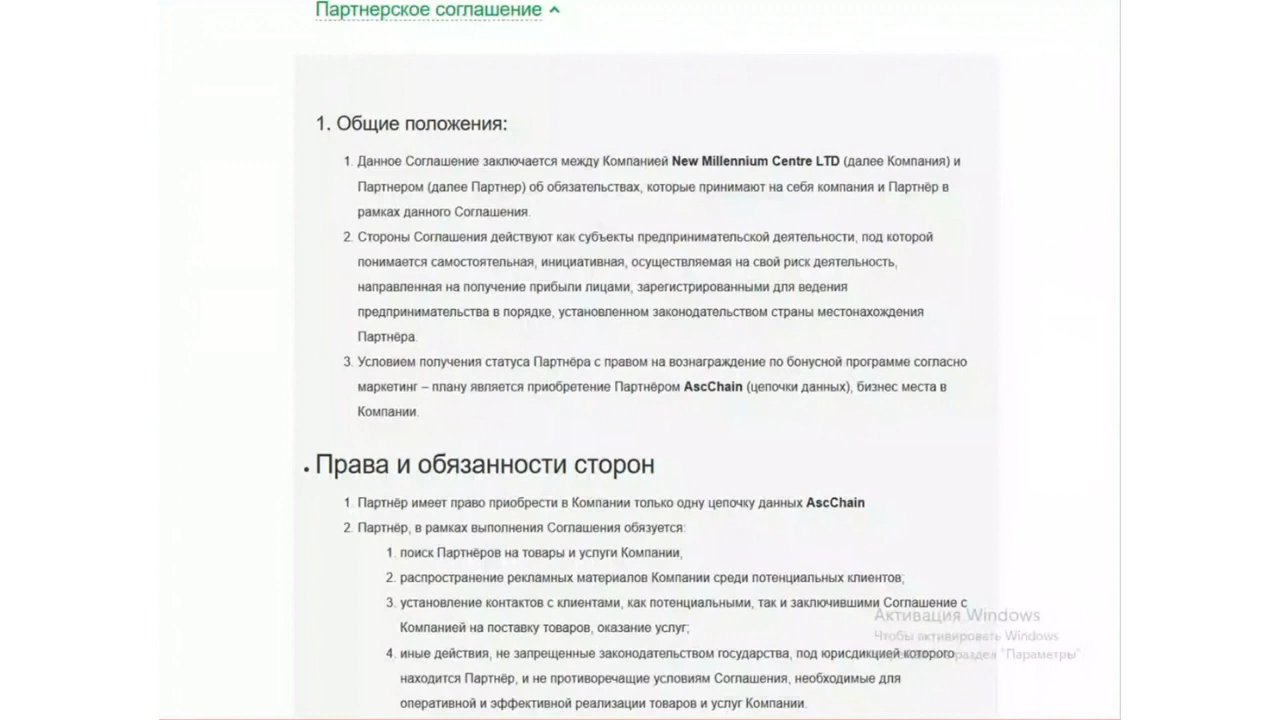 Партнерское соглашение
1. Общие положения:
1. Данное Соглашение заключается между Компанией New Millennium Centre LTD (далее Компания) и
Партнером (далее Партнер) об обязательствах, которые принимают на себя компания и Партнёр в
рамках данного Соглашения.
2. Стороны Соглашения действуют как субъекты предпринимательской деятельности, под которой
понимается самостоятельная, инициативная, осуществляемая на свой риск деятельность,
направленная на получение прибыли лицами, зарегистрированными для ведения
предпринимательства в порядке, установленном законодательством страны местонахождения
Партнёра.
3. Условием получения статуса Партнёра с правом на вознаграждение по бонусной программе согласно
маркетинг – плану является приобретение Партнёром AscChain (цепочки данных), бизнес места в
Компании.
• Права и обязанности сторон
1. Партнёр имеет право приобрести в Компании только одну цепочку данных AscChain
2. Партнёр, в рамках выполнения Соглашения обязуется:
1. поиск Партнёров на товары и услуги Компании,
2. распространение рекламных материалов Компании среди потенциальных клиентов;
3. установление контактов с клиентами, как потенциальными, так и заключившими Соглашение с
Компанией на поставку товаров, оказание услуг;
4. иные действия, не запрещенные законодательством государства, под юрисдикцией которого
находится Партнёр, и не противоречащие условиям Соглашения, необходимые для
оперативной и эффективной реализации товаров и услуг Компании.
Активация Windows
Чтобы активировать Windows
раздел "Параметры"